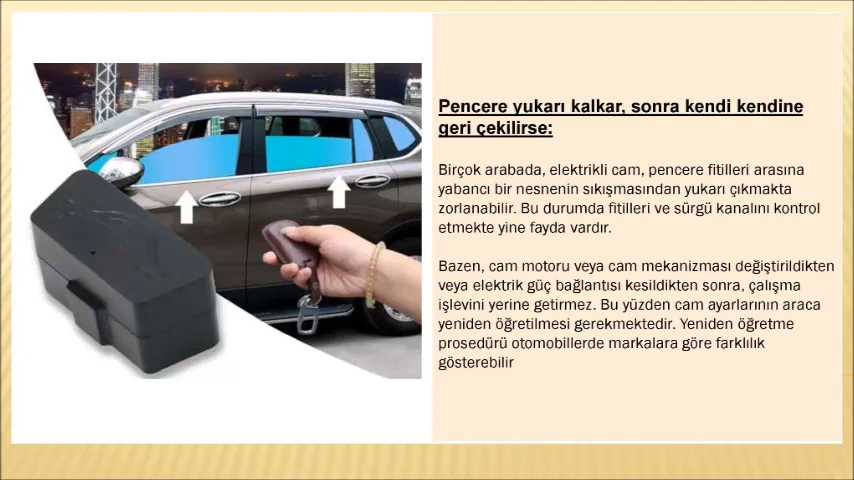 Pencere yukarı kalkar, sonra kendi kendine
geri çekilirse:
Birçok arabada, elektrikli cam, pencere fitilleri arasına
yabancı bir nesnenin sıkışmasından yukarı çıkmakta
zorlanabilir. Bu durumda fitilleri ve sürgü kanalını kontrol
etmekte yine fayda vardır.
Bazen, cam motoru veya cam mekanizması değiştirildikten
veya elektrik güç bağlantısı kesildikten sonra, çalışma
işlevini yerine getirmez. Bu yüzden cam ayarlarının araca
yeniden öğretilmesi gerekmektedir. Yeniden öğretme
prosedürü otomobillerde markalara göre farklılık
gösterebilir